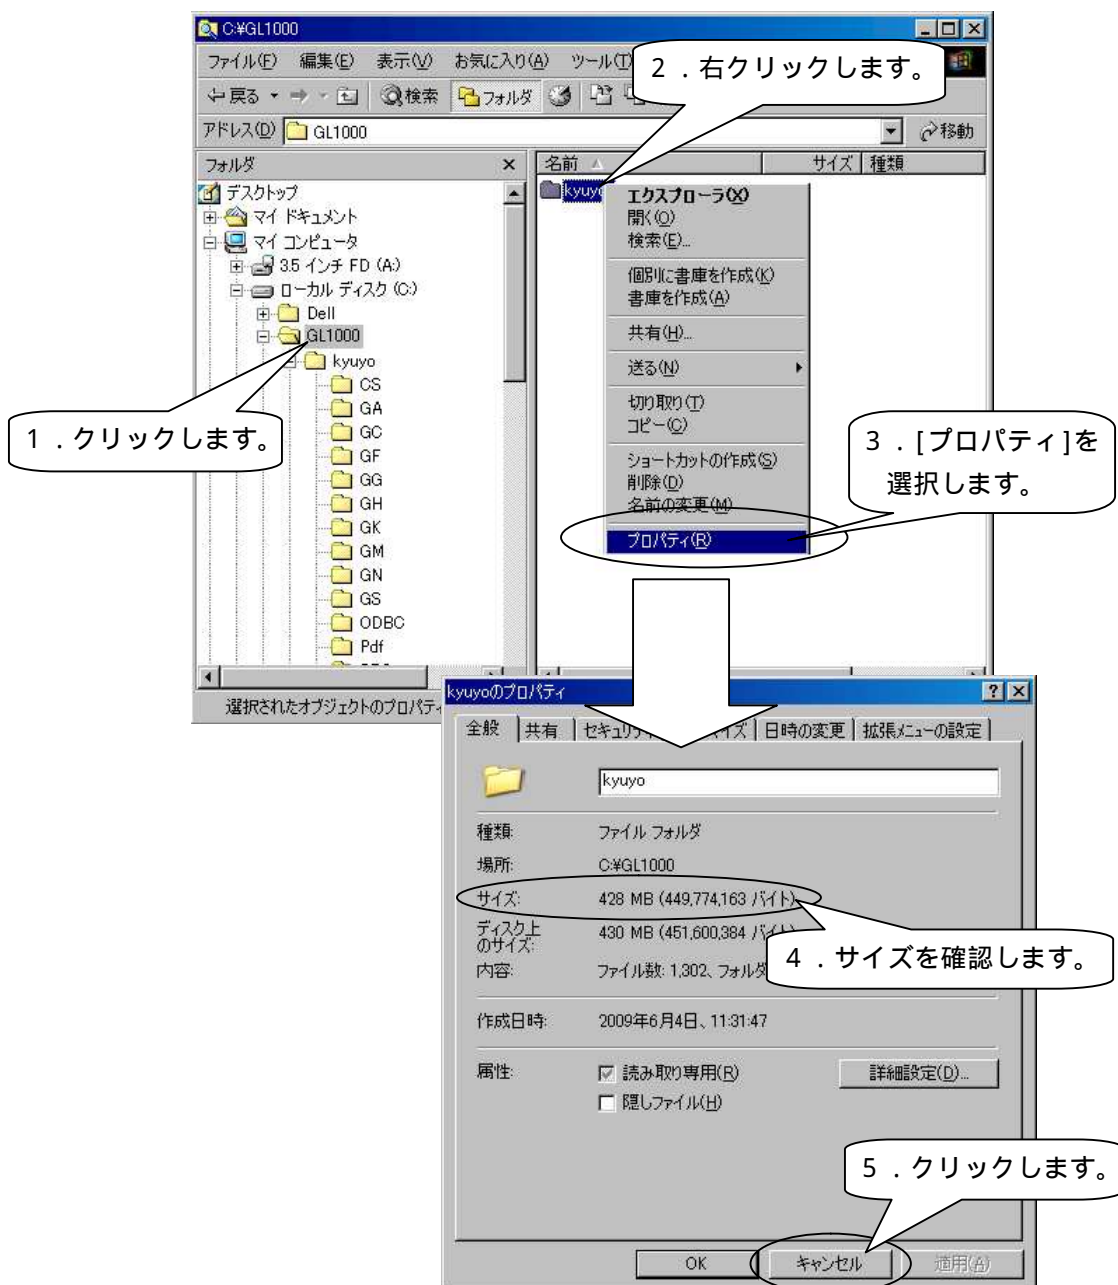 C:¥GL1000
ファイル(F) 編集(E) 表示(V) お気に入り(A) ツール(T)
2．右クリックします。
戻る 検索 フォルダ
アドレス(D) GL1000 移動
フォルダ × 名前 サイズ 種類
デスクトップ
マイ ドキュメント
マイ コンピュータ
3.5 インチ FD (A:)
ローカル ディスク (C:)
Dell
GL1000
kyuyo
CS
GA
GC
GF
GG
GH
GK
GM
GN
GS
ODBC
Pdf
1．クリックします。
kyuyo
エクスプローラ(X)
開く(O)
検索(E)...
個別に書庫を作成(K)
書庫を作成(A)
共有(H)...
送る(N)
切り取り(T)
コピー(C)
ショートカットの作成(S)
削除(D)
名前の変更(M)
プロパティ(R)
3．[プロパティ]を
選択します。
選択されたオブジェクトのプロパティ
kyuyoのプロパティ
全般 共有 セキュリティ 日時の変更 拡張メニューの設定
kyuyo
種類: ファイル フォルダ
場所: C:¥GL1000
サイズ: 428 MB (449,774,163 バイト)
ディスク上
のサイズ: 430 MB (451,600,384 バイト)
内容: ファイル数: 1,302、フォルダ
4．サイズを確認します。
作成日時: 2009年6月4日、11:31:47
属性: 読み取り専用(R) 詳細設定(D)...
隠しファイル(H)
5．クリックします。
OK キャンセル 適用(A)